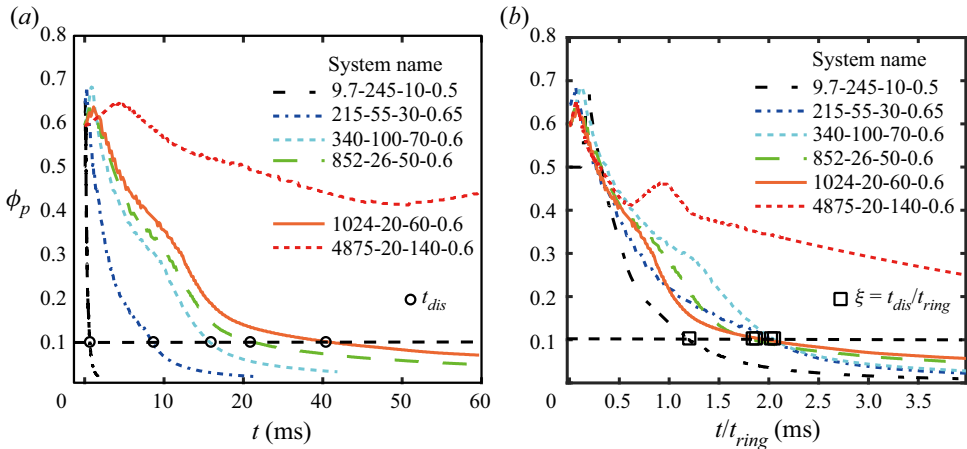 (a)
0.8
0.7
0.6
0.5
0.4
0.3
0.2
0.1
ϕp
System name
9.7-245-10-0.5
215-55-30-0.65
340-100-70-0.6
852-26-50-0.6
1024-20-60-0.6
4875-20-140-0.6
tdis
0 10 20 30 40 50 60
t (ms)
(b)
0.8
0.7
0.6
0.5
0.4
0.3
0.2
0.1
System name
9.7-245-10-0.5
215-55-30-0.65
340-100-70-0.6
852-26-50-0.6
1024-20-60-0.6
4875-20-140-0.6
ξ = tdis/tring
0 0.5 1.0 1.5 2.0 2.5 3.0 3.5
t/tring (ms)